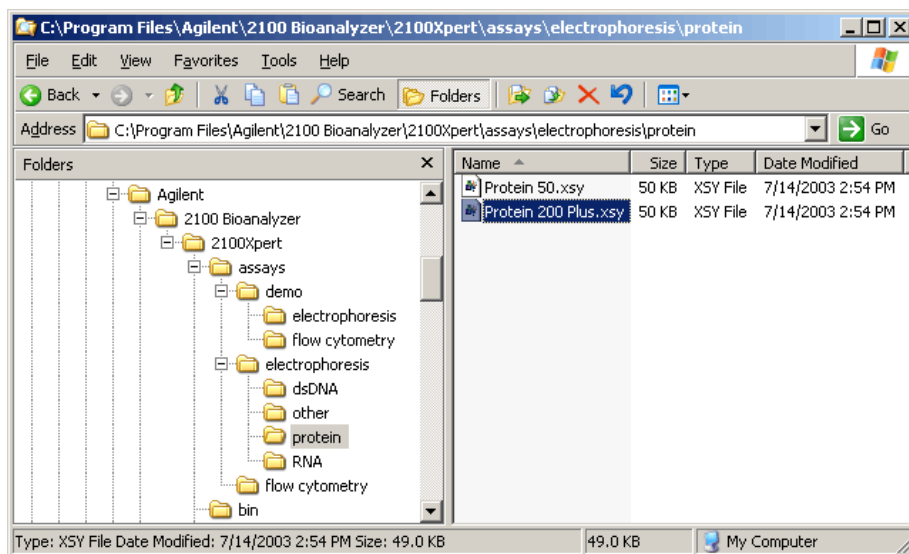 C:\Program Files\Agilent\2100 Bioanalyzer\2100Xpert\assays\electrophoresis\protein
File Edit View Favorites Tools Help
Back Search Folders
Address C:\Program Files\Agilent\2100 Bioanalyzer\2100Xpert\assays\electrophoresis\protein Go
Folders
Agilent
2100 Bioanalyzer
2100Xpert
assays
demo
electrophoresis
flow cytometry
electrophoresis
dsDNA
other
protein
RNA
flow cytometry
bin
Name Size Type Date Modified
Protein 50.xsy 50 KB XSY File 7/14/2003 2:54 PM
Protein 200 Plus.xsy 50 KB XSY File 7/14/2003 2:54 PM
Type: XSY File Date Modified: 7/14/2003 2:54 PM Size: 49.0 KB 49.0 KB My Computer